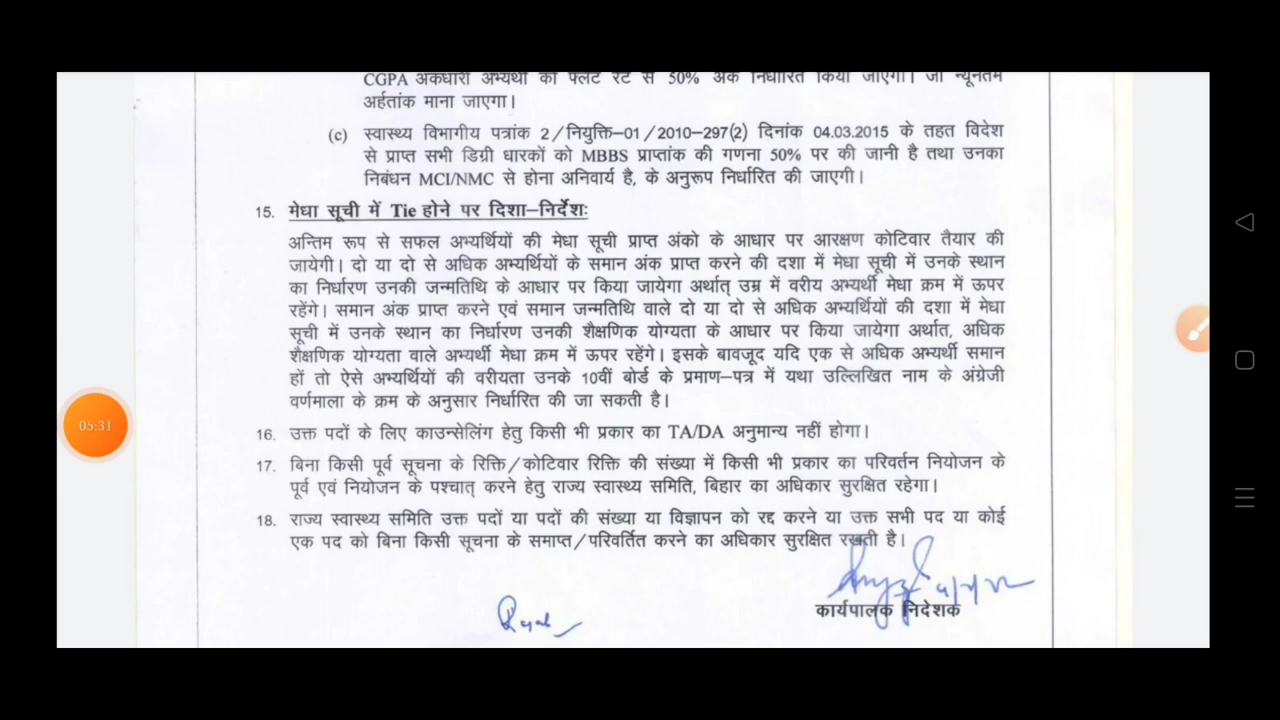 CGPA अंकधारी अभ्यर्थी को फ्लैट रेट से 50% अंक निर्धारित किया जाएगा। जो न्यूनतम
अर्हतांक माना जाएगा।
(c) स्वास्थ्य विभागीय पत्रांक 2/नियुक्ति–01/2010–297(2) दिनांक 04.03.2015 के तहत विदेश
से प्राप्त सभी डिग्री धारकों को MBBS प्राप्तांक की गणना 50% पर की जानी है तथा उनका
निबंधन MCI/NMC से होना अनिवार्य है, के अनुरूप निर्धारित की जाएगी।
15. मेधा सूची में Tie होने पर दिशा–निर्देशः
अन्तिम रूप से सफल अभ्यर्थियों की मेधा सूची प्राप्त अंको के आधार पर आरक्षण कोटिवार तैयार की
जायेगी। दो या दो से अधिक अभ्यर्थियों के समान अंक प्राप्त करने की दशा में मेधा सूची में उनके स्थान
का निर्धारण उनकी जन्मतिथि के आधार पर किया जायेगा अर्थात् उम्र में वरीय अभ्यर्थी मेधा क्रम में ऊपर
रहेंगे। समान अंक प्राप्त करने एवं समान जन्मतिथि वाले दो या दो से अधिक अभ्यर्थियों की दशा में मेधा
सूची में उनके स्थान का निर्धारण उनकी शैक्षणिक योग्यता के आधार पर किया जायेगा अर्थात, अधिक
शैक्षणिक योग्यता वाले अभ्यर्थी मेधा क्रम में ऊपर रहेंगे। इसके बावजूद यदि एक से अधिक अभ्यर्थी समान
हों तो ऐसे अभ्यर्थियों की वरीयता उनके 10वीं बोर्ड के प्रमाण–पत्र में यथा उल्लिखित नाम के अंग्रेजी
वर्णमाला के क्रम के अनुसार निर्धारित की जा सकती है।
05:31
16. उक्त पदों के लिए काउन्सेलिंग हेतु किसी भी प्रकार का TA/DA अनुमान्य नहीं होगा।
17. बिना किसी पूर्व सूचना के रिक्ति/कोटिवार रिक्ति की संख्या में किसी भी प्रकार का परिवर्तन नियोजन के
पूर्व एवं नियोजन के पश्चात् करने हेतु राज्य स्वास्थ्य समिति, बिहार का अधिकार सुरक्षित रहेगा।
18. राज्य स्वास्थ्य समिति उक्त पदों या पदों की संख्या या विज्ञापन को रद्द करने या उक्त सभी पद या कोई
एक पद को बिना किसी सूचना के समाप्त/परिवर्तित करने का अधिकार सुरक्षित रखती है।
कार्यपालक निदेशक